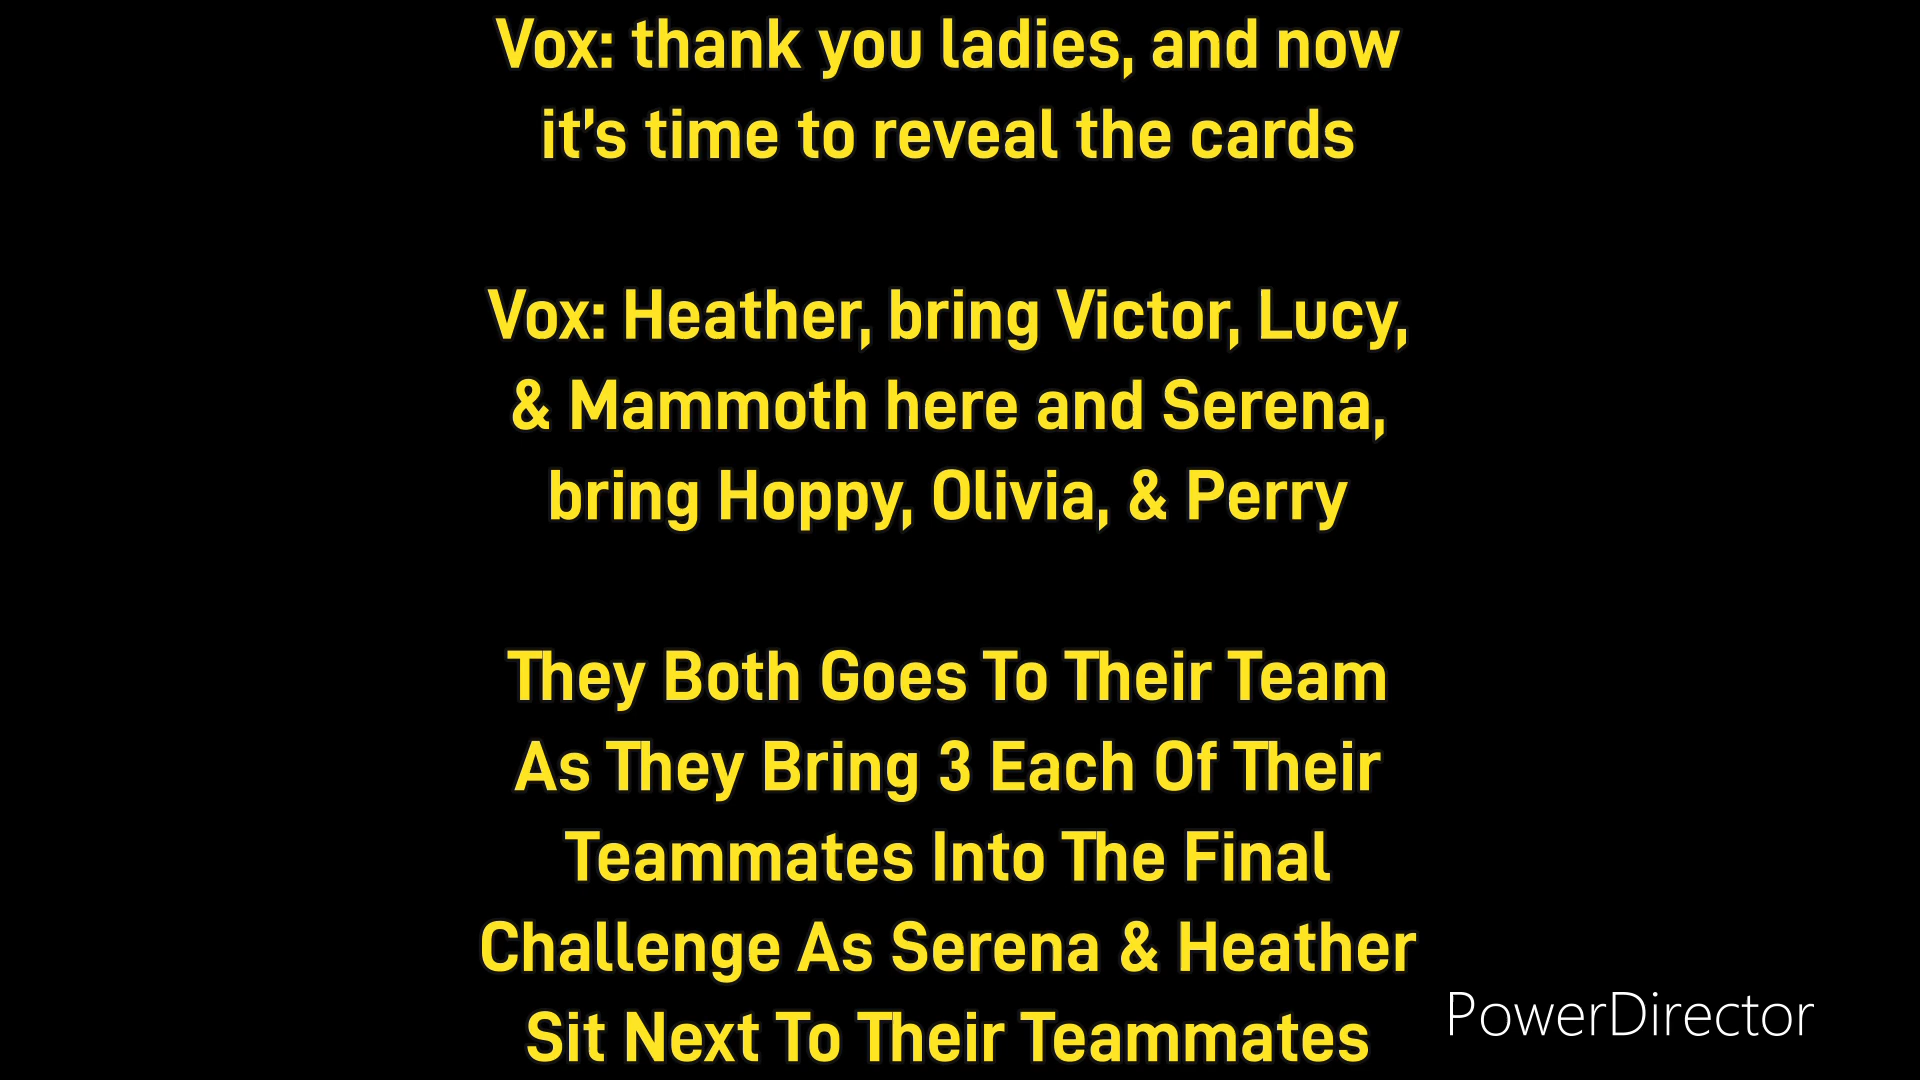 Vox: thank you ladies, and now
it's time to reveal the cards
Vox: Heather, bring Victor, Lucy,
& Mammoth here and Serena,
bring Hoppy, Olivia, & Perry
They Both Goes To Their Team
As They Bring 3 Each Of Their
Teammates Into The Final
Challenge As Serena & Heather
Sit Next To Their Teammates
PowerDirector